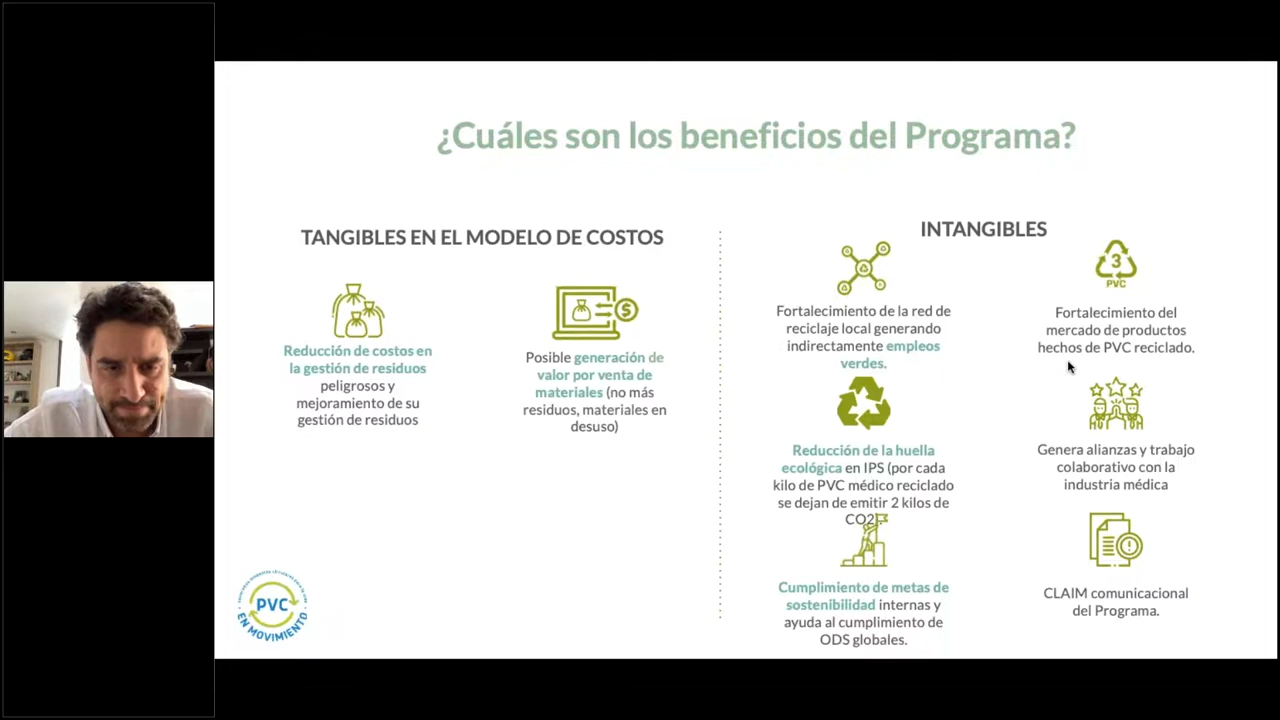 ¿Cuáles son los beneficios del Programa?
TANGIBLES EN EL MODELO DE COSTOS
Reducción de costos en
la gestión de residuos
peligrosos y
mejoramiento de su
gestión de residuos
Posible generación de
valor por venta de
materiales (no más
residuos, materiales en
desuso)
INTANGIBLES
Fortalecimiento de la red de
reciclaje local generando
indirectamente empleos
verdes.
3
PVC
Fortalecimiento del
mercado de productos
hechos de PVC reciclado.
Reducción de la huella
ecológica en IPS (por cada
kilo de PVC médico reciclado
se dejan de emitir 2 kilos de
CO2).
Genera alianzas y trabajo
colaborativo con la
industria médica
Cumplimiento de metas de
sostenibilidad internas y
ayuda al cumplimiento de
ODS globales.
CLAIM comunicacional
del Programa.
PVC
EN MOVIMIENTO